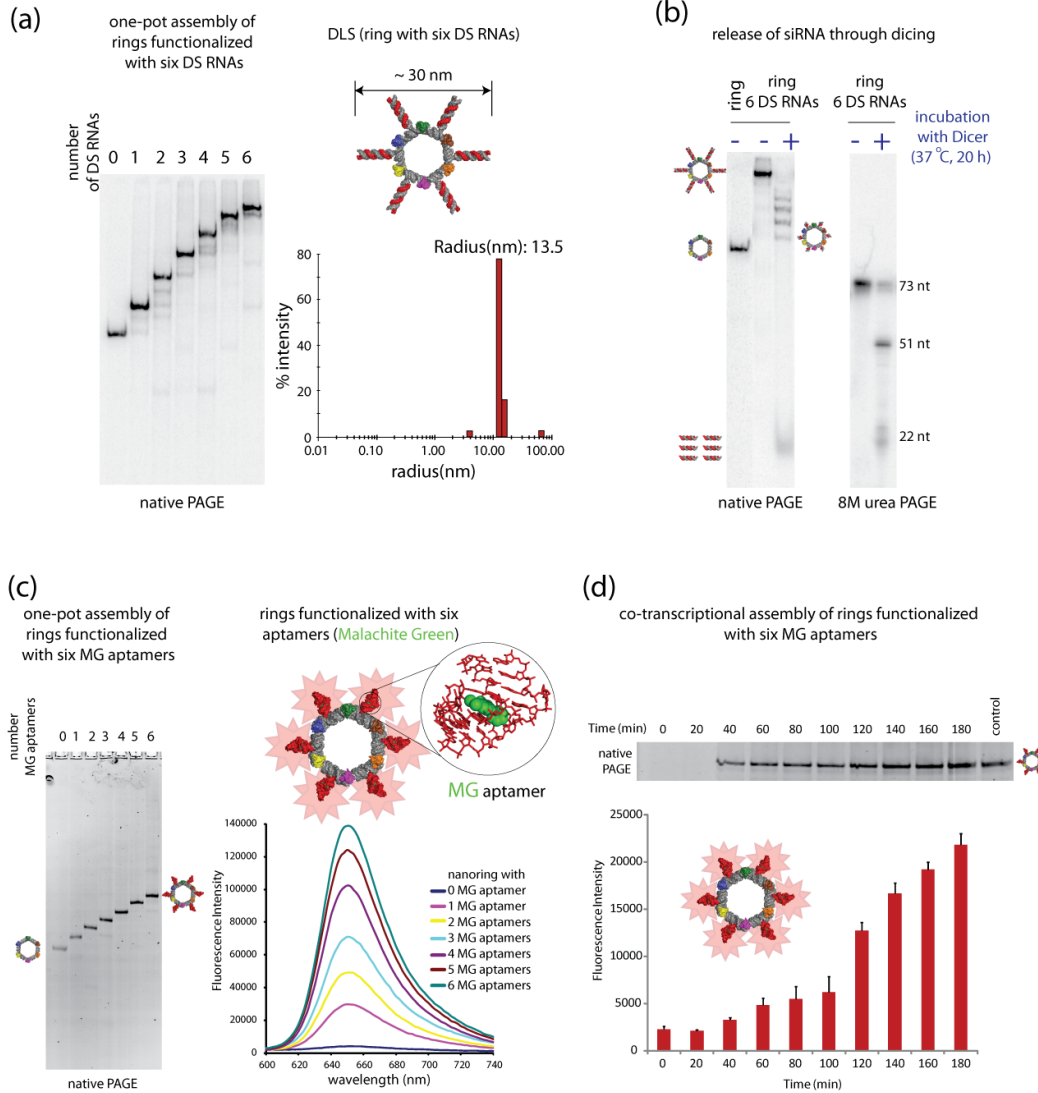 (a)
one-pot assembly of
rings functionalized
with six DS RNAs
number
of DS RNAs
0 1 2 3 4 5 6
native PAGE
DLS (ring with six DS RNAs)
~ 30 nm
Radius(nm): 13.5
% intensity
80
60
40
20
0
0.01 0.10 1.00 10.00 100.00
radius(nm)
(b)
release of siRNA through dicing
ring
ring
6 DS RNAs
ring
6 DS RNAs
- - +
- +
incubation
with Dicer
(37 °C, 20 h)
73 nt
51 nt
22 nt
native PAGE
8M urea PAGE
(c)
one-pot assembly of
rings functionalized
with six MG aptamers
number
MG aptamers
0 1 2 3 4 5 6
native PAGE
rings functionalized with six
aptamers (Malachite Green)
MG aptamer
Fluorescence Intensity
140000
120000
100000
80000
60000
40000
20000
0
600 620 640 660 680 700 720 740
wavelength (nm)
nanoring with
0 MG aptamer
1 MG aptamer
2 MG aptamers
3 MG aptamers
4 MG aptamers
5 MG aptamers
6 MG aptamers
(d)
co-transcriptional assembly of rings functionalized
with six MG aptamers
Time (min) 0 20 40 60 80 100 120 140 160 180 control
native
PAGE
Fluorescence Intensity
25000
20000
15000
10000
5000
0
0 20 40 60 80 100 120 140 160 180
Time (min)